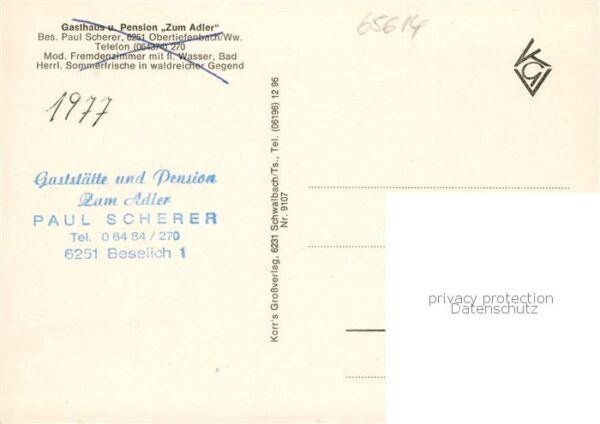 Gasthaus u. Pension „Zum Adler"
Bes. Paul Scherer, 6251 Obertiefenbach/Ww.
Telefon (064374) 270
Mod. Fremdenzimmer mit fl. Wasser, Bad
Herrl. Sommerfrische in waldreicher Gegend
65614
1977
Gaststätte und Pension
Zum Adler
PAUL SCHERER
Tel. 0 64 84 / 270
6251 Beselich 1
Korr's Großverlag, 6231 Schwalbach/Ts., Tel. (06196) 12 96
Nr. 9107
privacy protection
Datenschutz